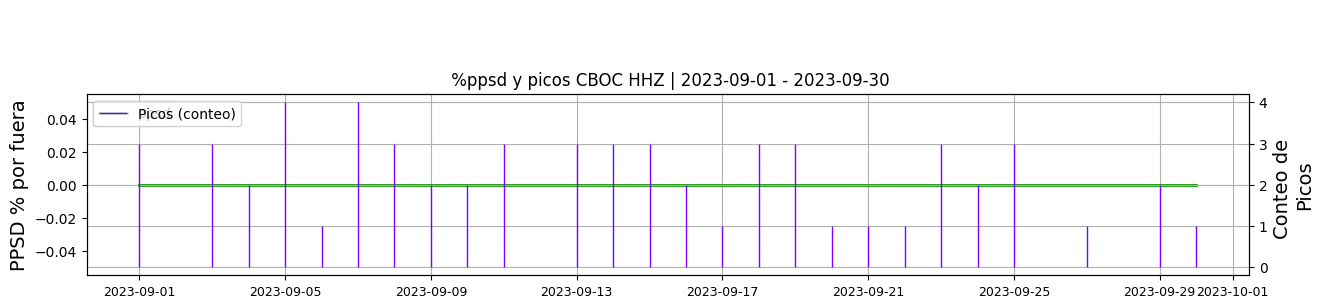 %ppsd y picos CBOC HHZ | 2023-09-01 - 2023-09-30
Picos (conteo)
PPSD % por fuera
0.04
0.02
0.00
−0.02
−0.04
4
3
2
1
0
Conteo de
Picos
2023-09-01 2023-09-05 2023-09-09 2023-09-13 2023-09-17 2023-09-21 2023-09-25 2023-09-29 2023-10-01